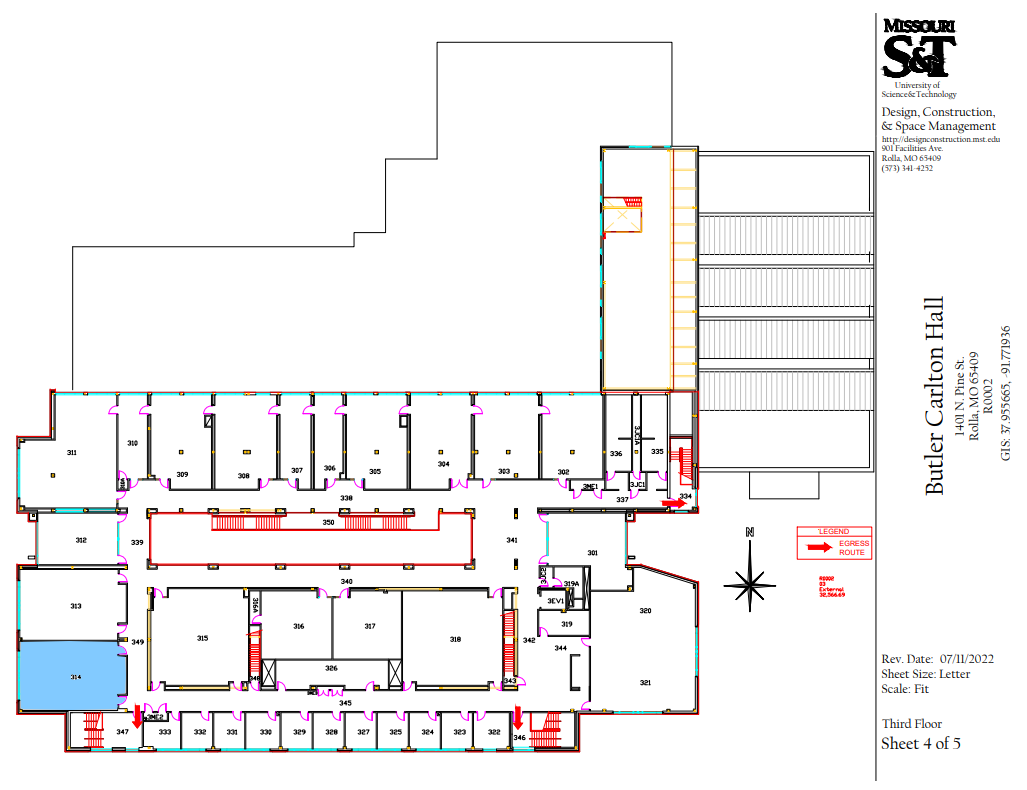 MISSOURI
S&T
University of
Science&Technology
Design, Construction,
& Space Management
http://designconstruction.mst.edu
901 Facilities Ave.
Rolla, MO 65409
(573) 341-4252
Butler Carlton Hall
1401 N. Pine St.
Rolla, MO 65409
R0002
GIS: 37.955665, -91.771936
'LEGEND
EGRESS
ROUTE
N
R0002
03
External
32,566.69
Rev. Date: 07/11/2022
Sheet Size: Letter
Scale: Fit
Third Floor
Sheet 4 of 5
311
310
309
308
307
306
305
304
303
302
336
3JC1A
335
3ME1
3JC1
337
334
338
350
312
339
341
301
340
3JC2
319A
3EV1
319
313
349
315
316
317
318
342
344
320
314
326
343
321
345
347
3ME2
333
332
331
330
329
328
327
325
324
323
322
346